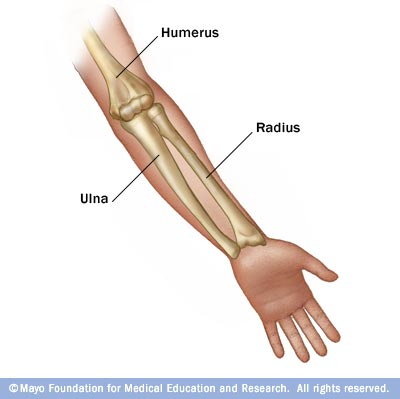 Humerus
Radius
Ulna
© Mayo Foundation for Medical Education and Research. All rights reserved.